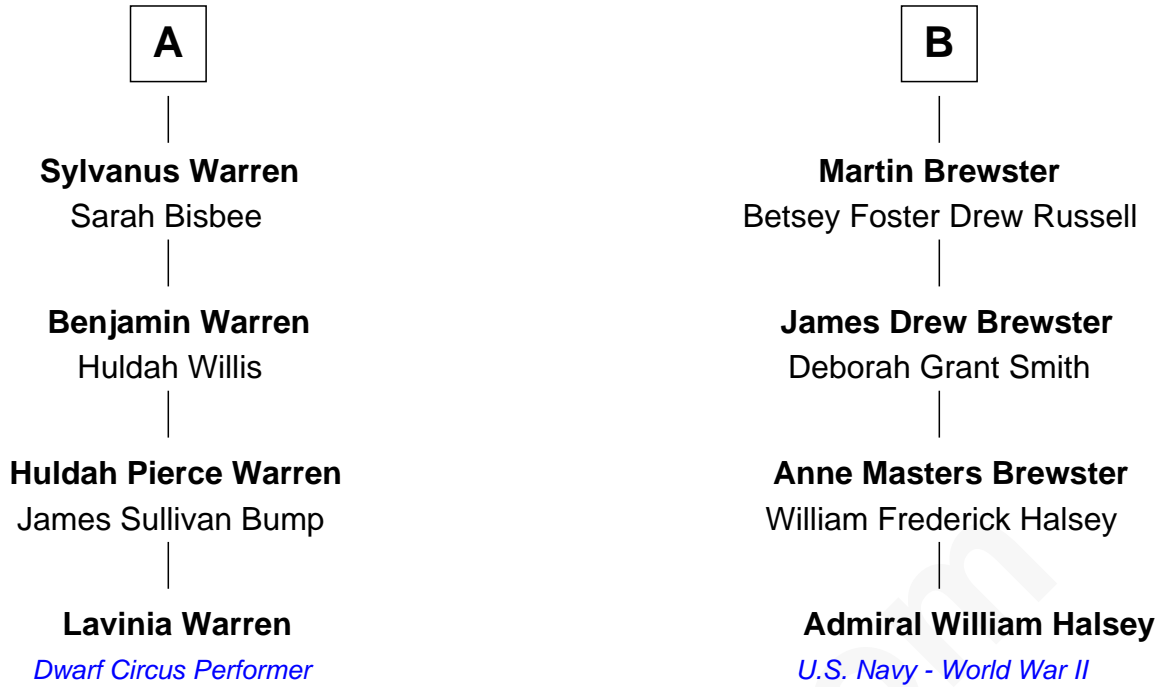 A
Sylvanus Warren
Sarah Bisbee
Benjamin Warren
Huldah Willis
Huldah Pierce Warren
James Sullivan Bump
Lavinia Warren
Dwarf Circus Performer
B
Martin Brewster
Betsey Foster Drew Russell
James Drew Brewster
Deborah Grant Smith
Anne Masters Brewster
William Frederick Halsey
Admiral William Halsey
U.S. Navy - World War II